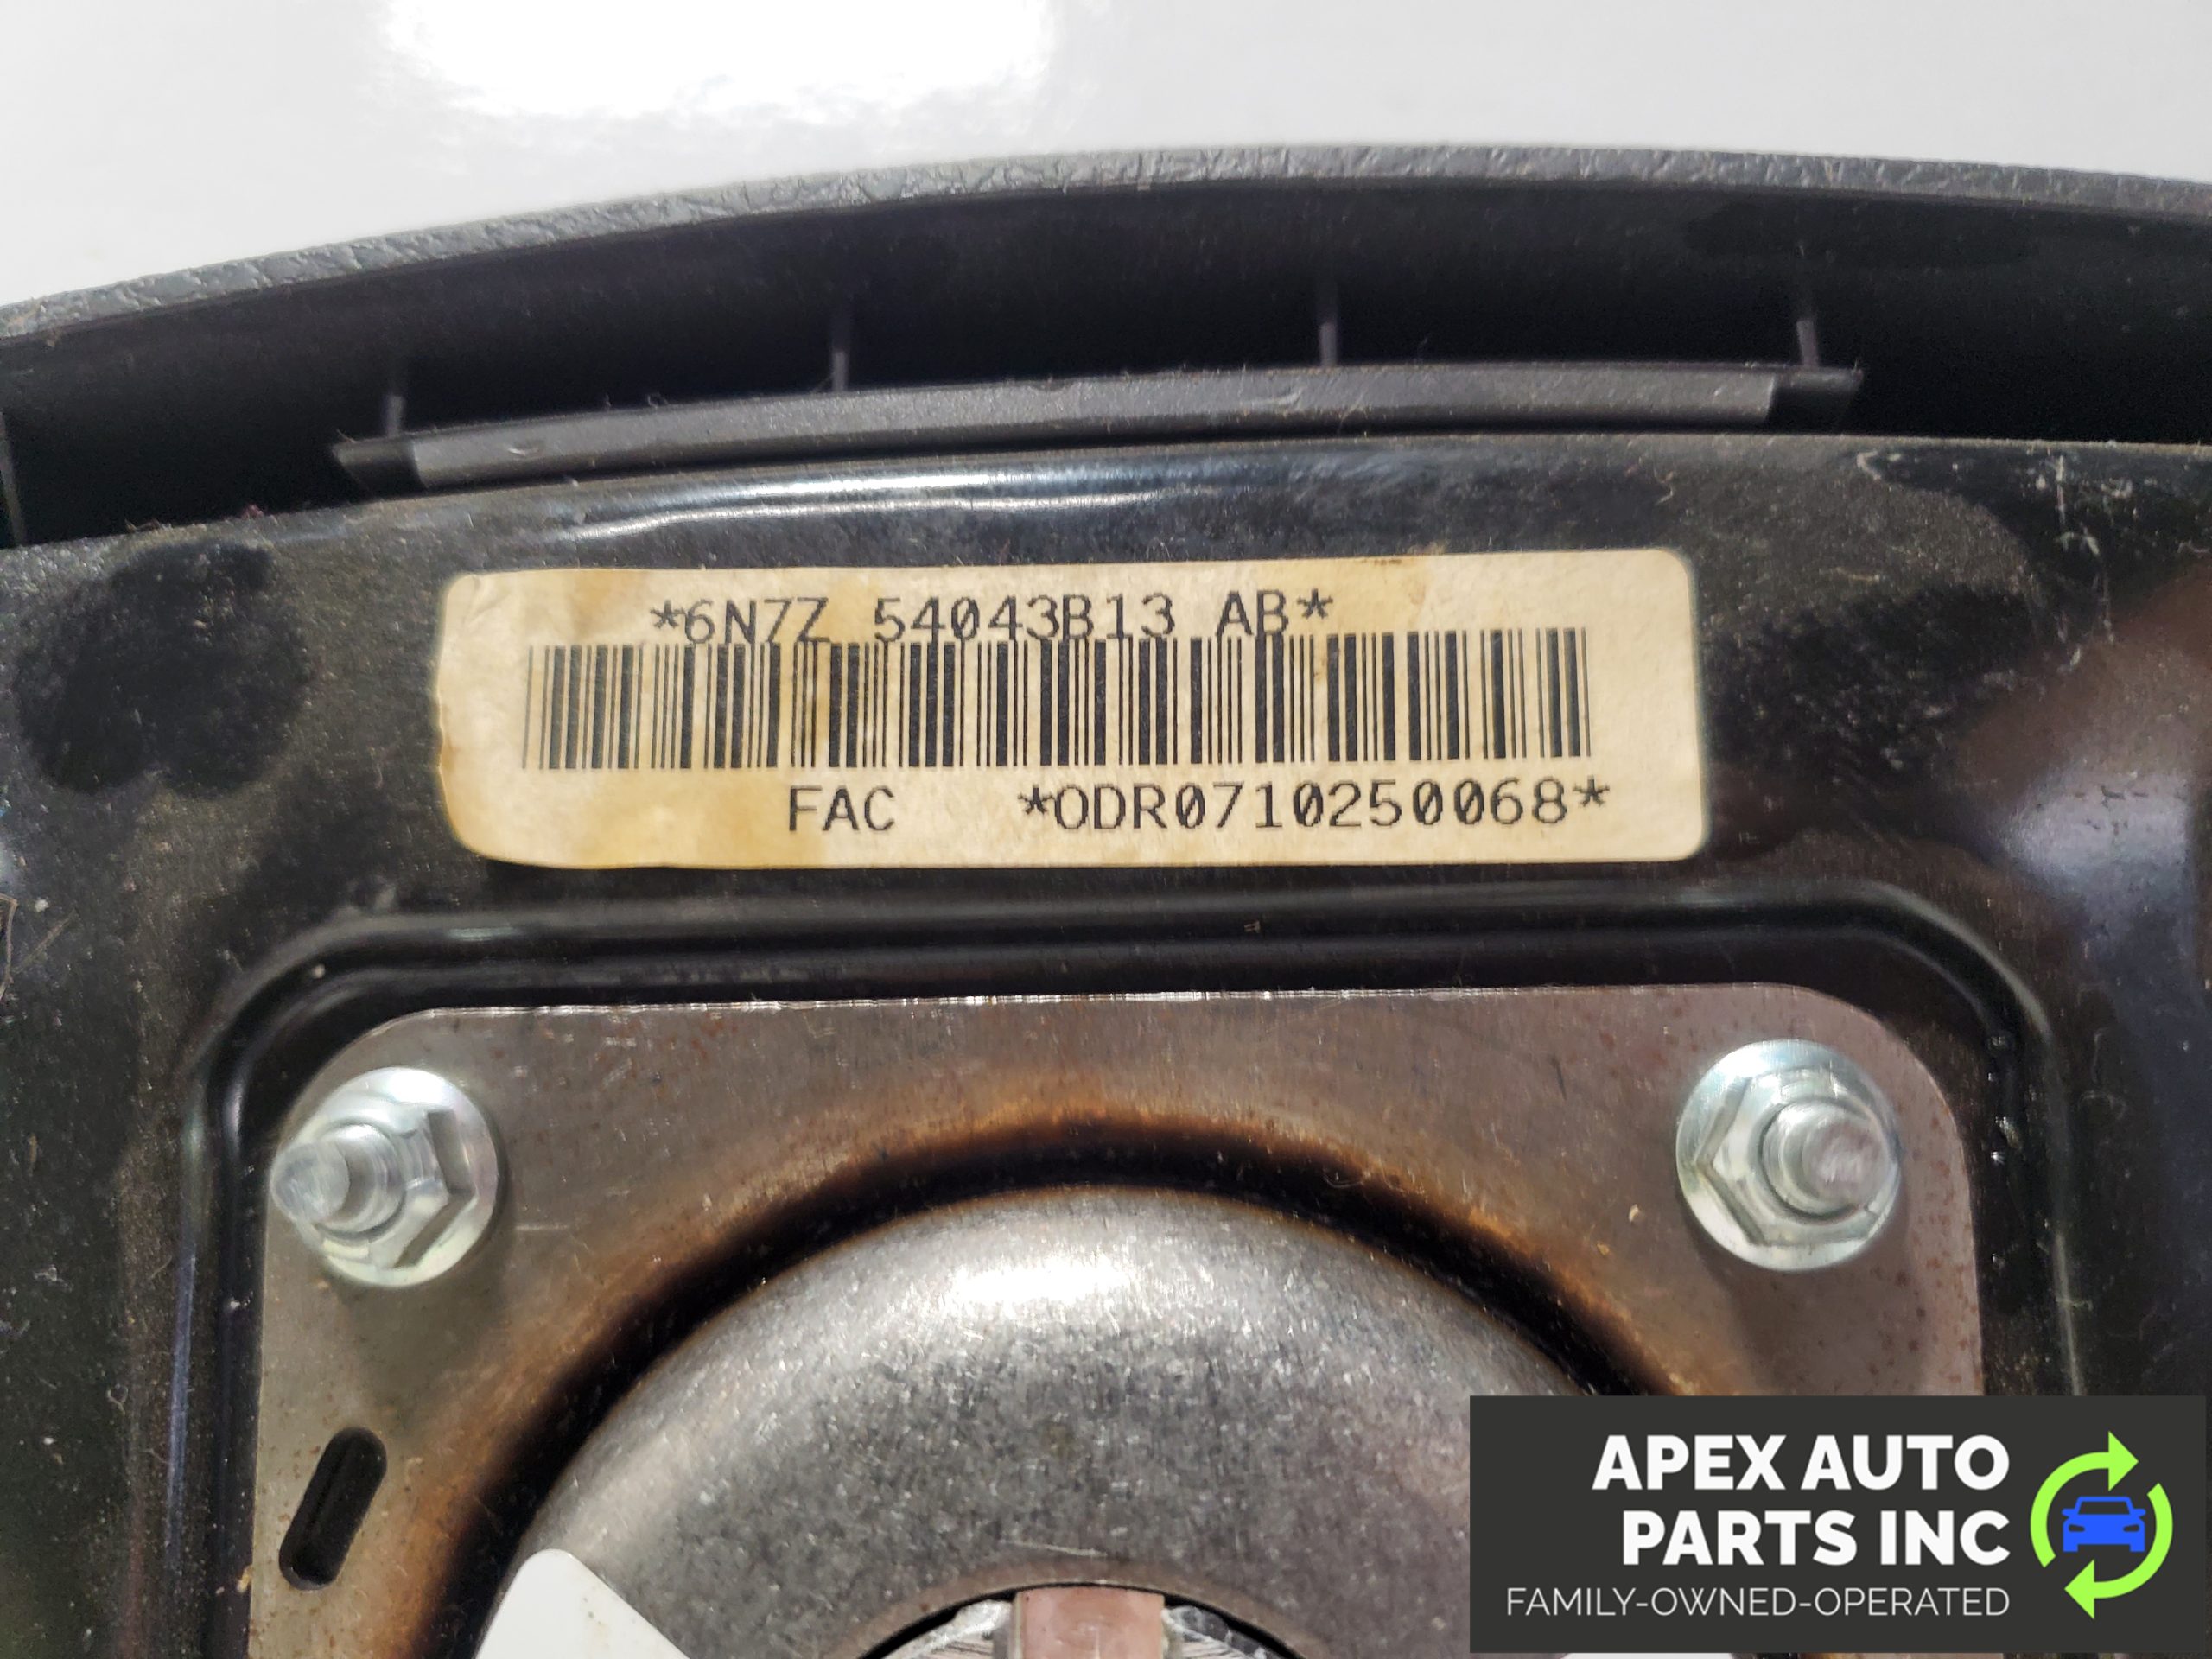 *6N7Z 54043B13 AB*
FAC *ODR0710250068*
APEX AUTO
PARTS INC
FAMILY-OWNED-OPERATED